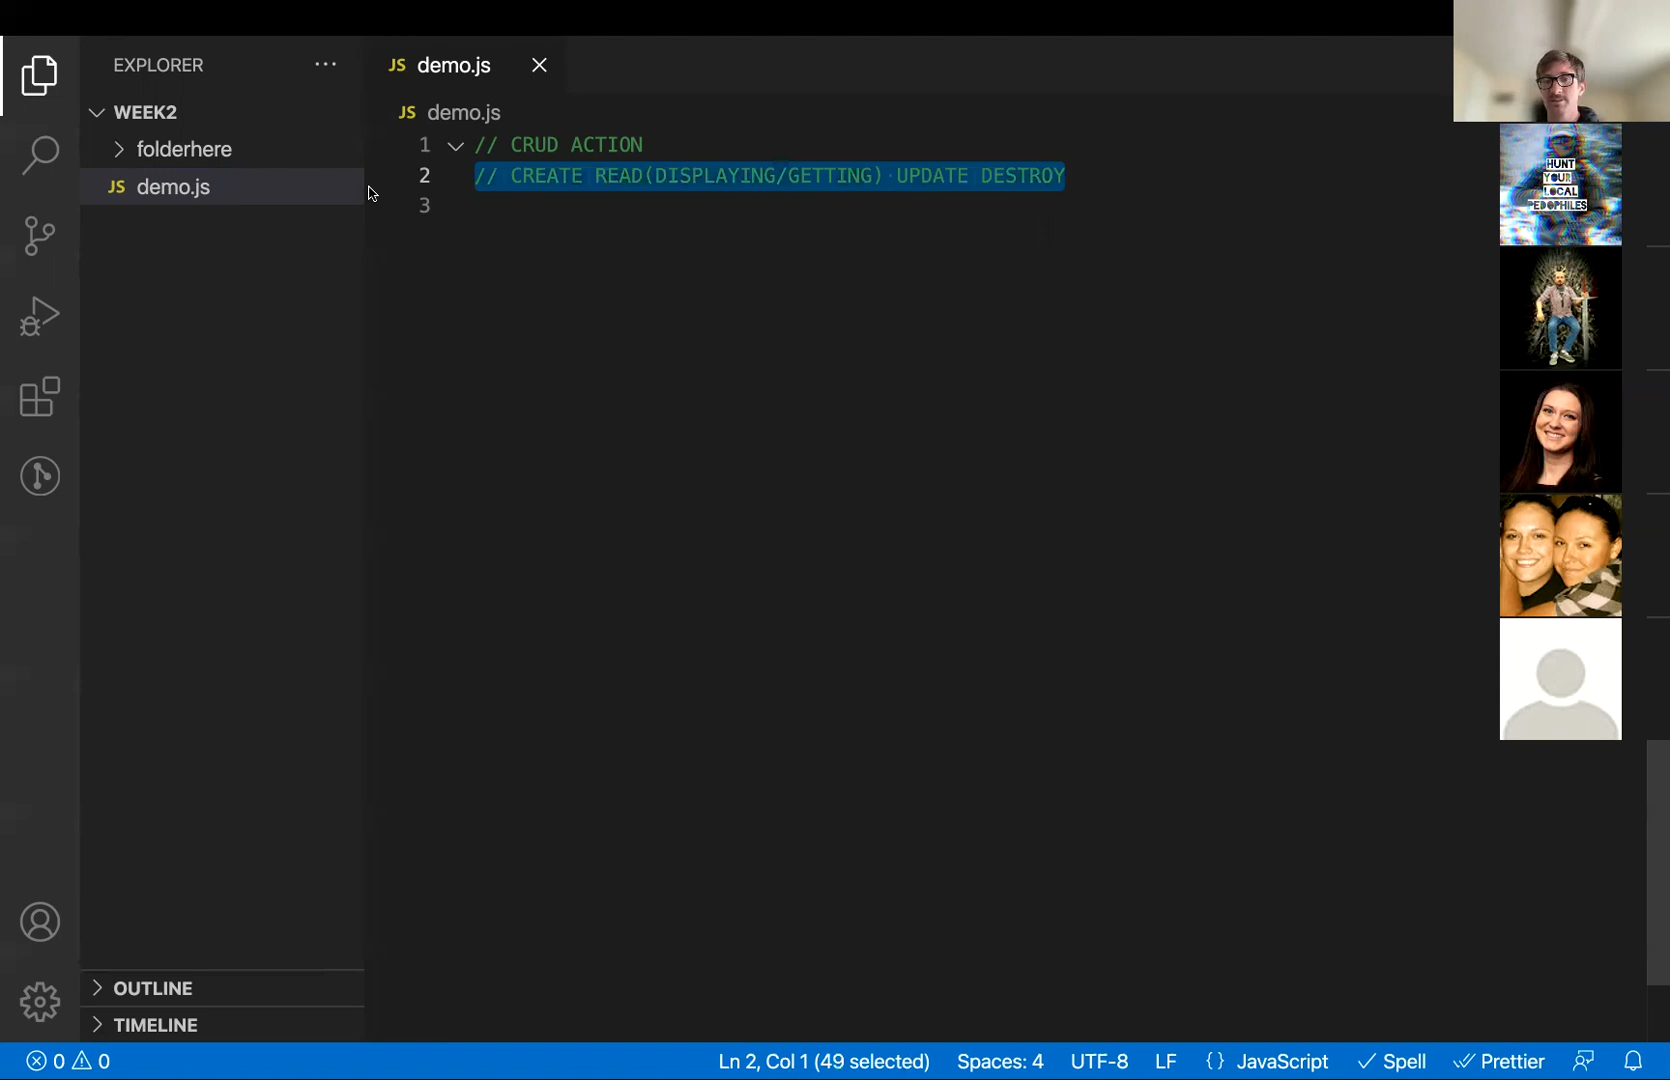 EXPLORER ...
JS demo.js
WEEK2
folderhere
JS demo.js
JS demo.js
1 // CRUD ACTION
2 // CREATE READ(DISPLAYING/GETTING) UPDATE DESTROY
3
HUNT
YOUR
LOCAL
PEDOPHILES
OUTLINE
TIMELINE
0 0
Ln 2, Col 1 (49 selected) Spaces: 4 UTF-8 LF {} JavaScript Spell Prettier